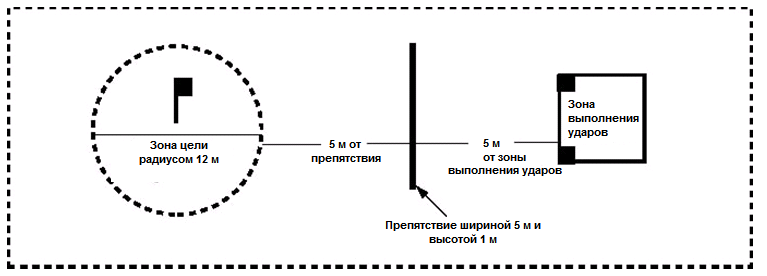 Зона цели
радиусом 12 м
5 м от
препятствия
5 м
от зоны
выполнения ударов
Зона
выполнения
ударов
Препятствие шириной 5 м и
высотой 1 м